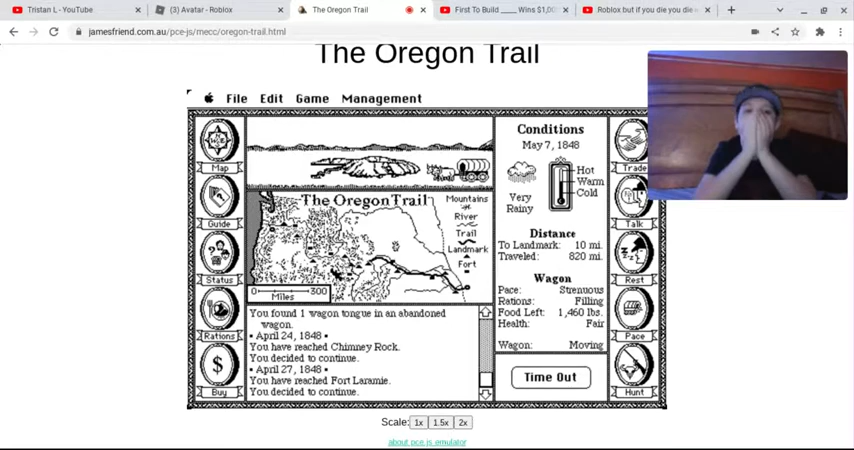 Tristan L - YouTube
(3) Avatar - Roblox
The Oregon Trail
First To Build ____ Wins $1,00
Roblox but if you die you die
jamesfriend.com.au/pce-js/mecc/oregon-trail.html
The Oregon Trail
File Edit Game Management
Map
Guide
Status
Rations
Buy
The Oregon Trail
Mountains
River
Trail
Landmark
Fort
0 300
Miles
You found 1 wagon tongue in an abandoned
wagon.
• April 24, 1848 •
You have reached Chimney Rock.
You decided to continue.
• April 27, 1848 •
You have reached Fort Laramie.
You decided to continue.
Conditions
May 7, 1848
Very
Rainy
Hot
Warm
Cold
Distance
To Landmark: 10 mi.
Traveled: 820 mi.
Wagon
Pace: Strenuous
Rations: Filling
Food Left: 1,460 lbs.
Health: Fair
Wagon: Moving
Time Out
Trade
Talk
Rest
Pace
Hunt
Scale: 1x 1.5x 2x
about pce.js emulator